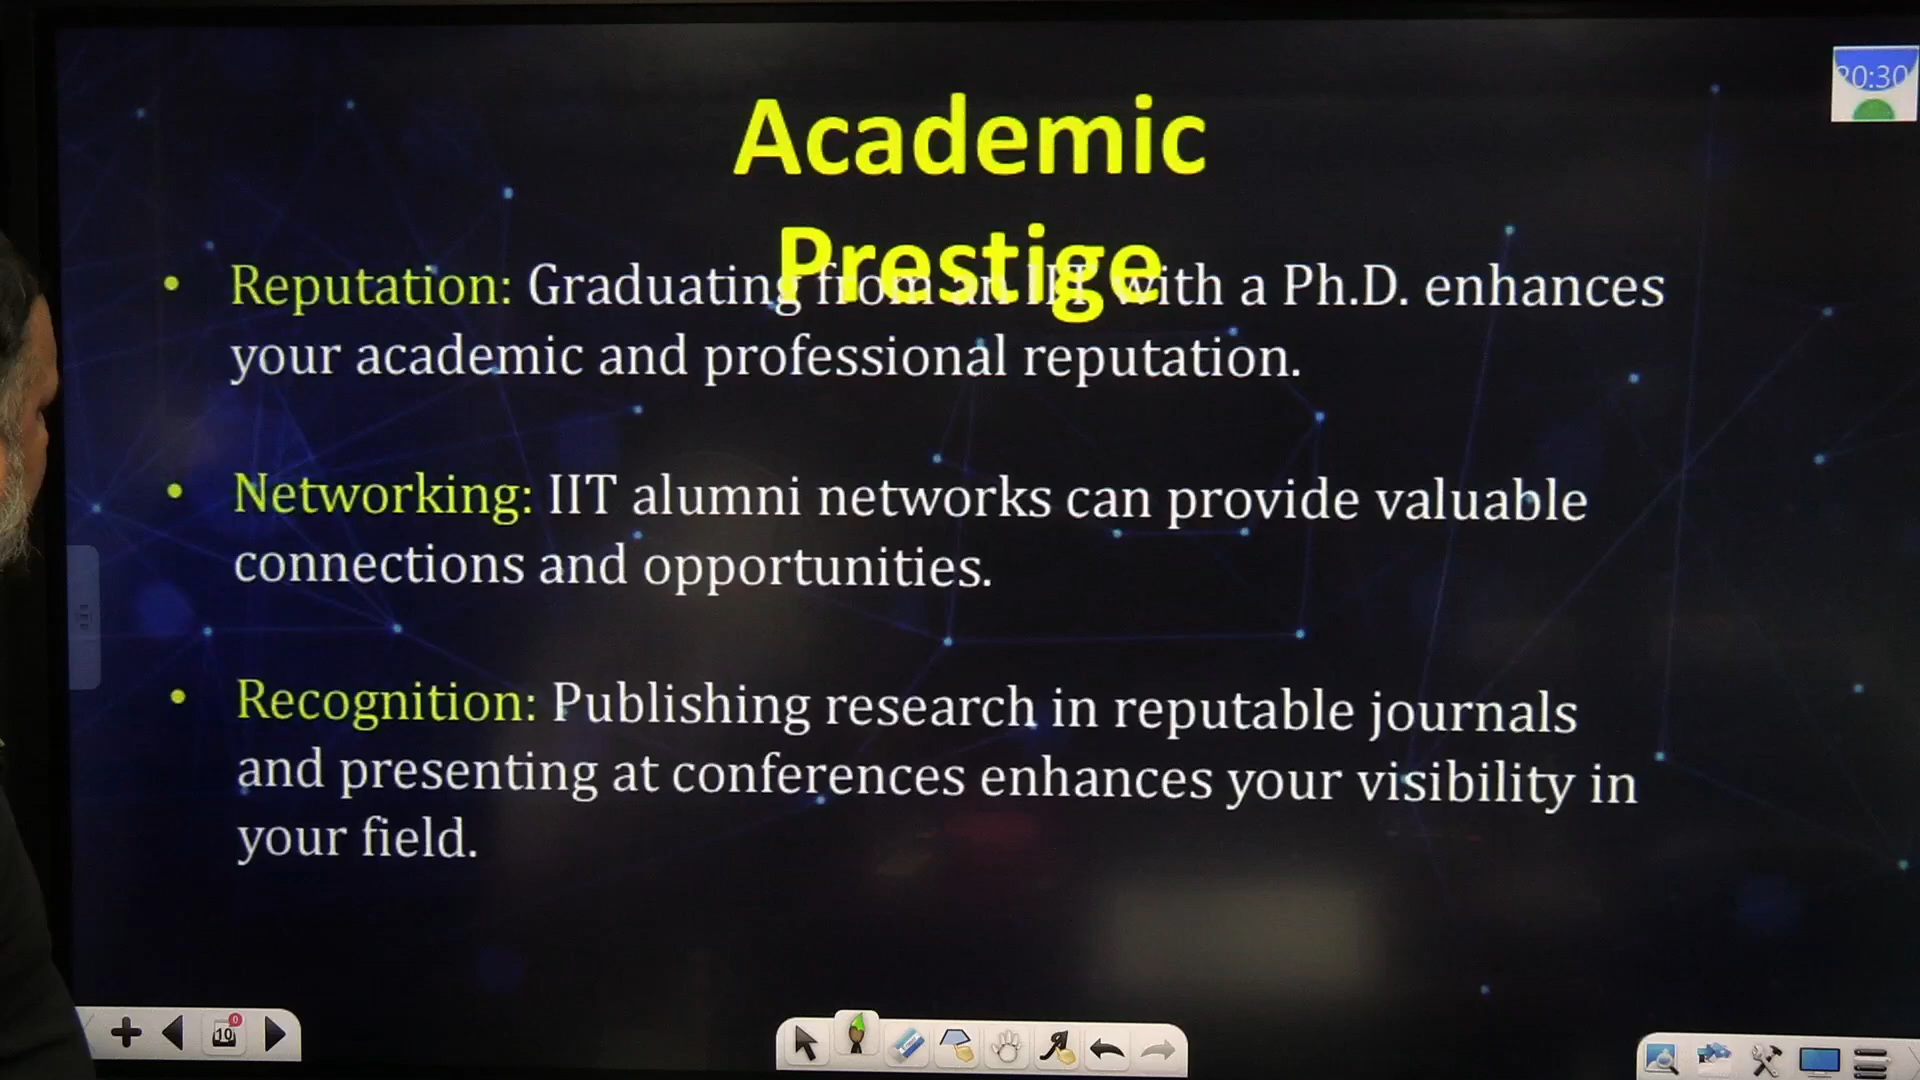 Academic
Prestige
• Reputation: Graduating from an IIT with a Ph.D. enhances
your academic and professional reputation.
• Networking: IIT alumni networks can provide valuable
connections and opportunities.
• Recognition: Publishing research in reputable journals
and presenting at conferences enhances your visibility in
your field.
20:30
10
0